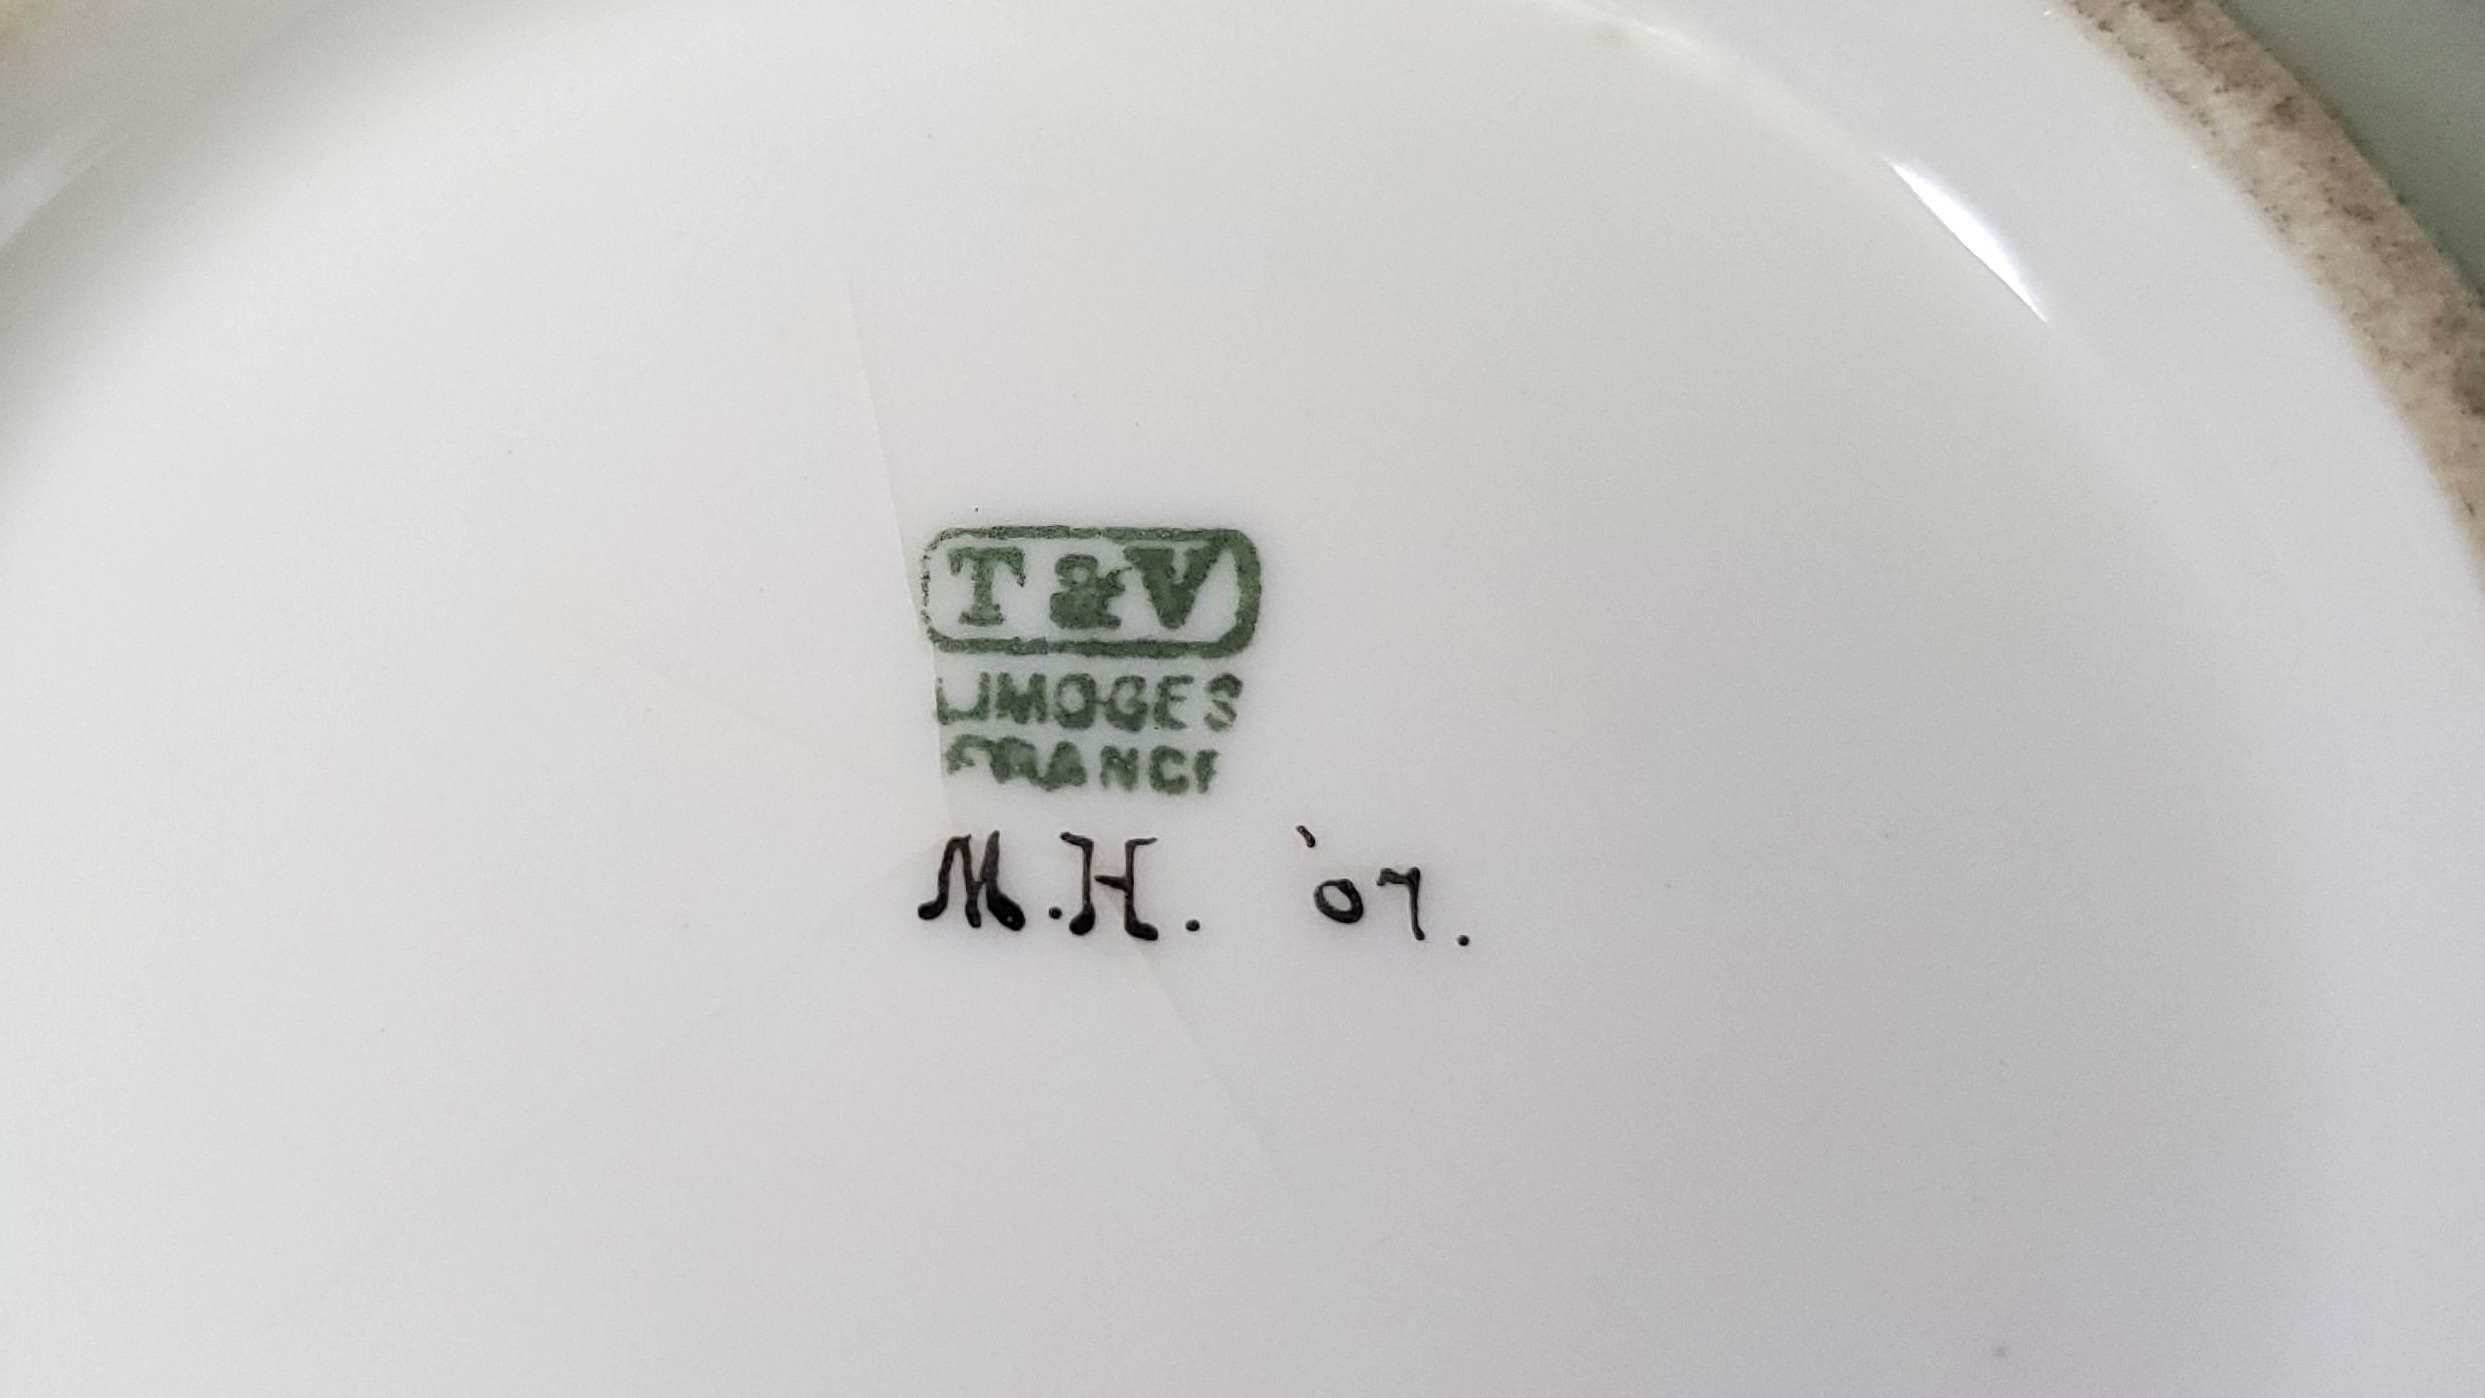 T & V
LIMOGES
FRANCE
M.H. '07.